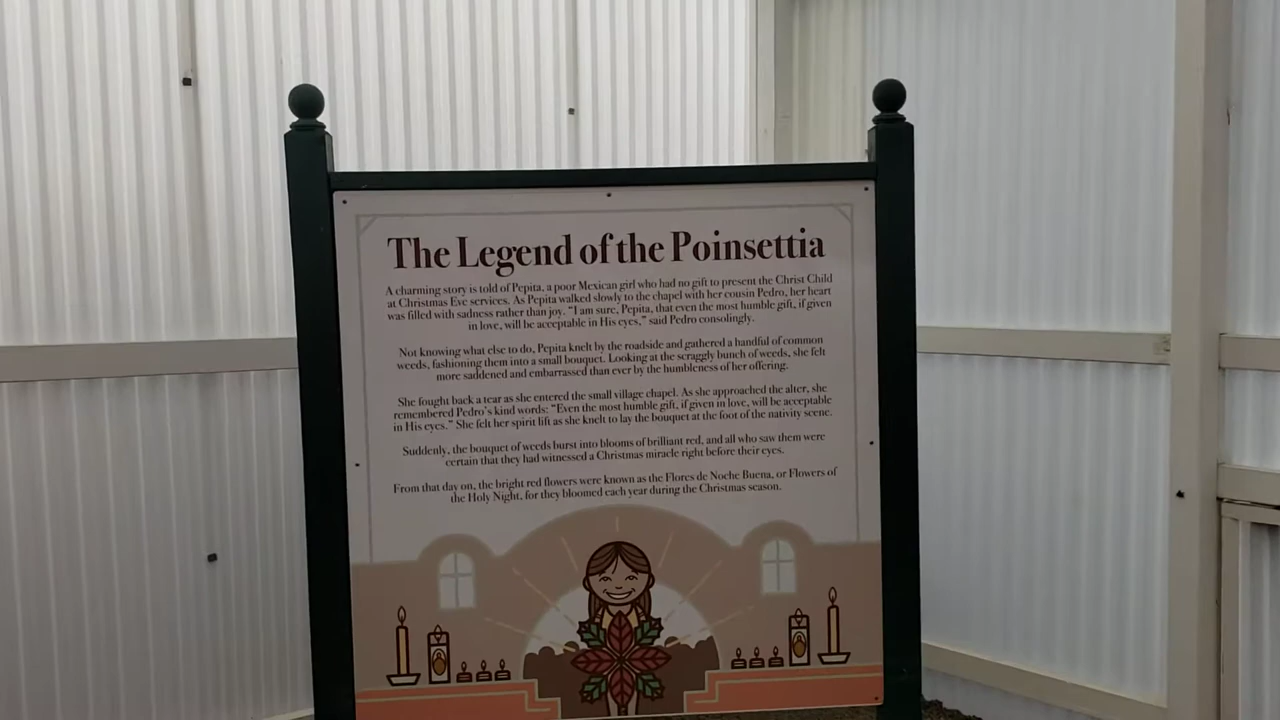 The Legend of the Poinsettia
A charming story is told of Pepita, a poor Mexican girl who had no gift to present the Christ Child
at Christmas Eve services. As Pepita walked slowly to the chapel with her cousin Pedro, her heart
was filled with sadness rather than joy. “I am sure, Pepita, that even the most humble gift, if given
in love, will be acceptable in His eyes,” said Pedro consolingly.
Not knowing what else to do, Pepita knelt by the roadside and gathered a handful of common
weeds, fashioning them into a small bouquet. Looking at the scraggly bunch of weeds, she felt
more saddened and embarrassed than ever by the humbleness of her offering.
She fought back a tear as she entered the small village chapel. As she approached the alter, she
remembered Pedro’s kind words: “Even the most humble gift, if given in love, will be acceptable
in His eyes.” She felt her spirit lift as she knelt to lay the bouquet at the foot of the nativity scene.
Suddenly, the bouquet of weeds burst into blooms of brilliant red, and all who saw them were
certain that they had witnessed a Christmas miracle right before their eyes.
From that day on, the bright red flowers were known as the Flores de Noche Buena, or Flowers of
the Holy Night, for they bloomed each year during the Christmas season.